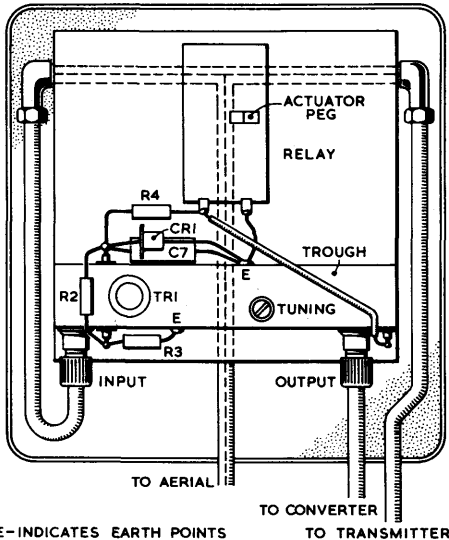 ACTUATOR
PEG
RELAY
R4
CR1
C7
TROUGH
E
R2
TR1
TUNING
E
R3
INPUT
OUTPUT
TO AERIAL
TO CONVERTER
E-INDICATES EARTH POINTS
TO TRANSMITTER